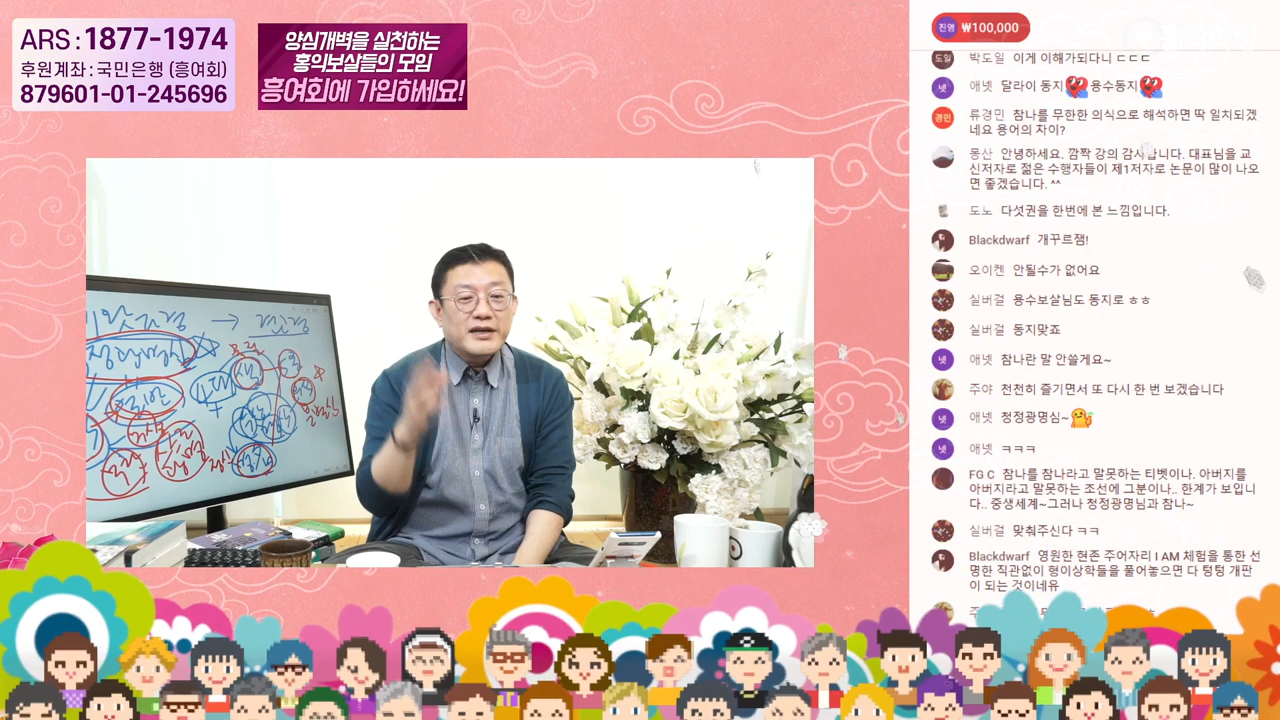 ARS : 1877-1974
후원계좌 : 국민은행 (흥여회)
879601-01-245696
양심개벽을 실천하는
홍익보살들의 모임
흥여회에 가입하세요!
진영 ₩100,000
도일 박도일 이게 이해가되다니 ㄷㄷㄷ
넷 애넷 달라이 동지 용수동지
경민 류경민 참나를 무한한 의식으로 해석하면 딱 일치되겠
네요 용어의 차이?
몽산 안녕하세요. 깜짝 강의 감사합니다. 대표님을 교
신저자로 젊은 수행자들이 제1저자로 논문이 많이 나오
면 좋겠습니다. ^^
도노 다섯권을 한번에 본 느낌입니다.
Blackdwarf 개꾸르잼!
오이켄 안될수가 없어요
실버걸 용수보살님도 동지로 ㅎㅎ
실버걸 동지맞죠
넷 애넷 참나란 말 안쓸게요~
주야 천천히 즐기면서 또 다시 한 번 보겠습니다
넷 애넷 청정광명심~
넷 애넷 ㅋㅋㅋ
FG C 참나를 참나라고 말못하는 티벳이나. 아버지를
아버지라고 말못하는 조선에 그분이나.. 한계가 보입니
다.. 중생세계~그러나 청정광명님과 참나~
실버걸 맞춰주신다 ㅋㅋ
Blackdwarf 영원한 현존 주어자리 I AM 체험을 통한 선
명한 직관없이 형이상학들을 풀어놓으면 다 텅텅 개판
이 되는 것이네유